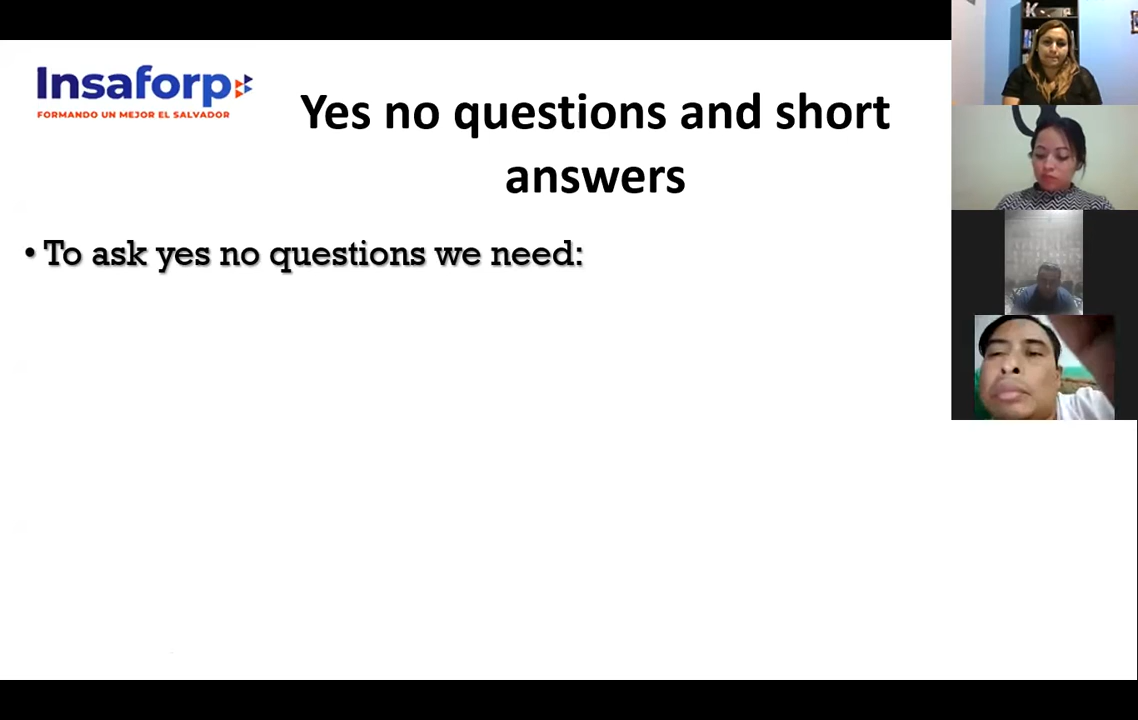 Insaforp
FORMANDO UN MEJOR EL SALVADOR
Yes no questions and short
answers
• To ask yes no questions we need: